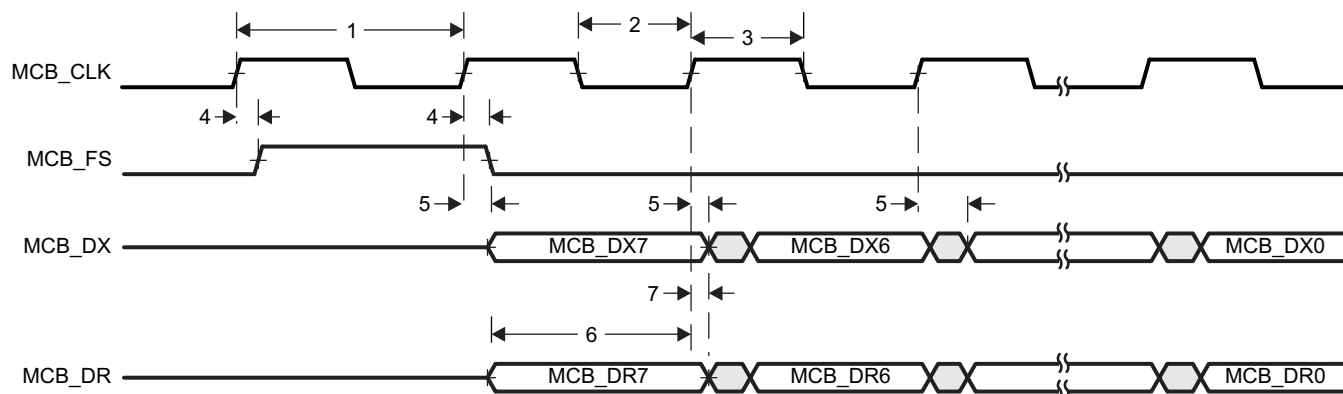 1
2
3
MCB_CLK
4
4
MCB_FS
5
5
5
MCB_DX
MCB_DX7
MCB_DX6
MCB_DX0
7
6
MCB_DR
MCB_DR7
MCB_DR6
MCB_DR0